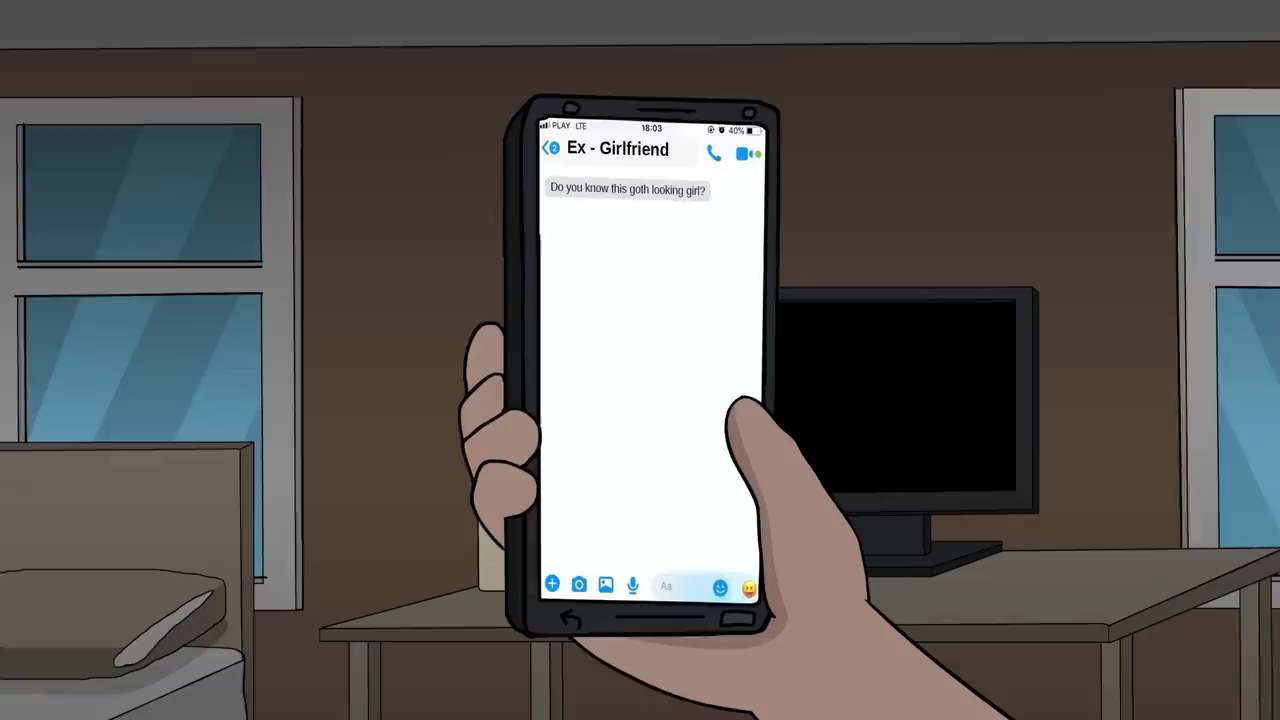 PLAY LTE 18:03 40%
2 Ex - Girlfriend
Do you know this goth looking girl?
Aa